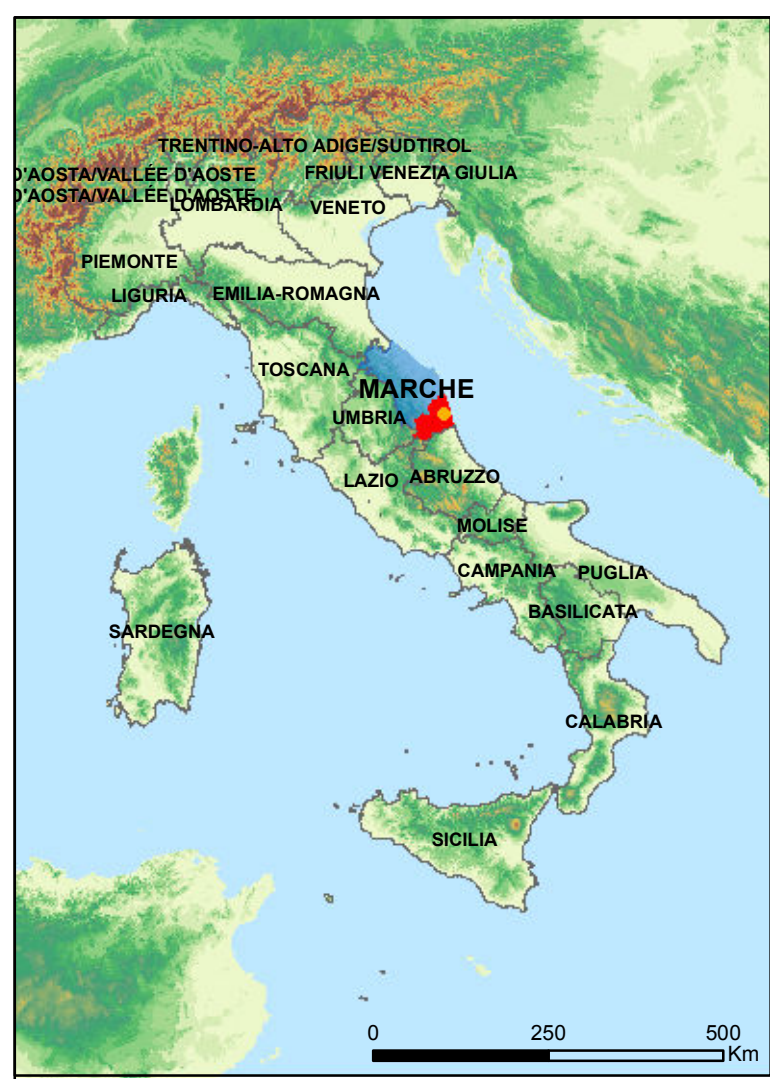 TRENTINO-ALTO ADIGE/SUDTIROL
D'AOSTA/VALLÉE D'AOSTE
FRIULI VENEZIA GIULIA
D'AOSTA/VALLÉE D'AOSTE
LOMBARDIA
VENETO
PIEMONTE
LIGURIA
EMILIA-ROMAGNA
TOSCANA
MARCHE
UMBRIA
LAZIO
ABRUZZO
MOLISE
CAMPANIA
PUGLIA
BASILICATA
SARDEGNA
CALABRIA
SICILIA
0 250 500
Km